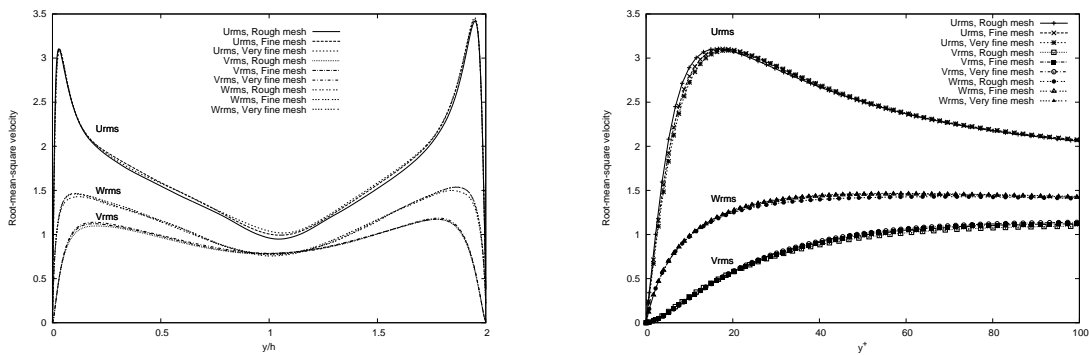 3.5
3
2.5
2
1.5
1
0.5
0
0
0.5
1
1.5
2
Root-mean-square velocity
y/h
Urms, Rough mesh
Urms, Fine mesh
Urms, Very fine mesh
Vrms, Rough mesh
Vrms, Fine mesh
Vrms, Very fine mesh
Wrms, Rough mesh
Wrms, Fine mesh
Wrms, Very fine mesh
Urms
Wrms
Vrms
3.5
3
2.5
2
1.5
1
0.5
0
0
20
40
60
80
100
Root-mean-square velocity
y+
Urms, Rough mesh
Urms, Fine mesh
Urms, Very fine mesh
Vrms, Rough mesh
Vrms, Fine mesh
Vrms, Very fine mesh
Wrms, Rough mesh
Wrms, Fine mesh
Wrms, Very fine mesh
Urms
Wrms
Vrms